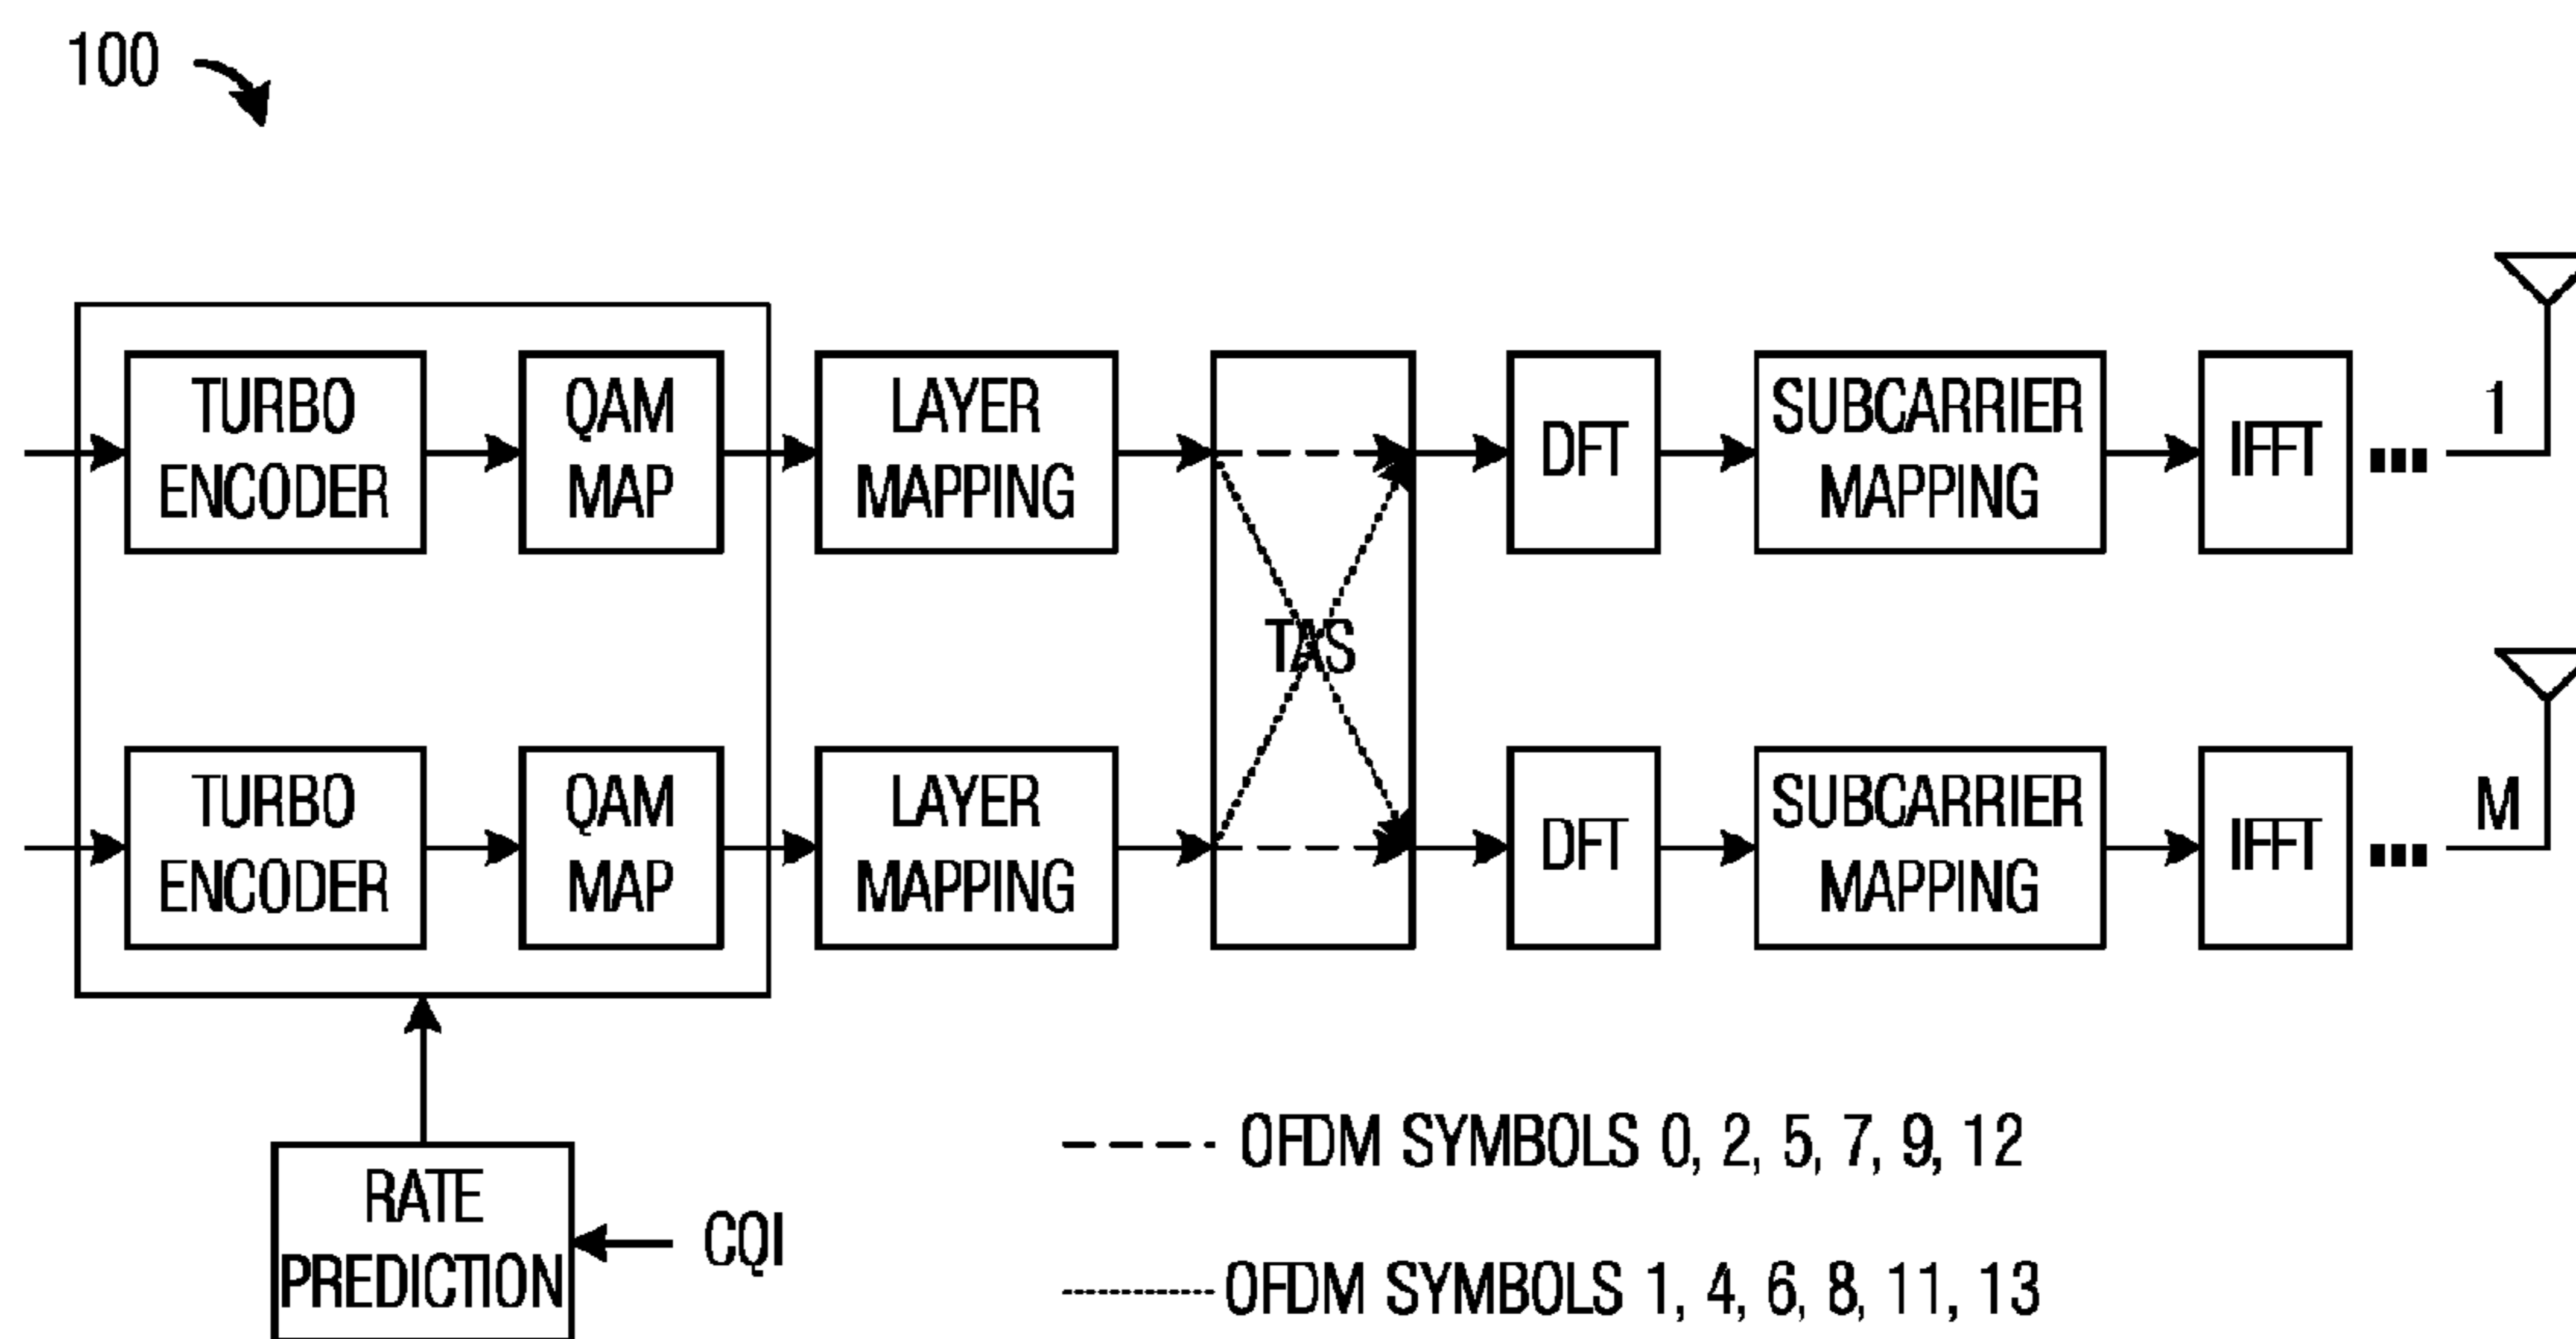 100
TURBO
ENCODER
QAM
MAP
LAYER
MAPPING
DFT
SUBCARRIER
MAPPING
IFFT
1
TAS
TURBO
ENCODER
QAM
MAP
LAYER
MAPPING
DFT
SUBCARRIER
MAPPING
IFFT
M
RATE
PREDICTION
CQI
OFDM SYMBOLS 0, 2, 5, 7, 9, 12
OFDM SYMBOLS 1, 4, 6, 8, 11, 13